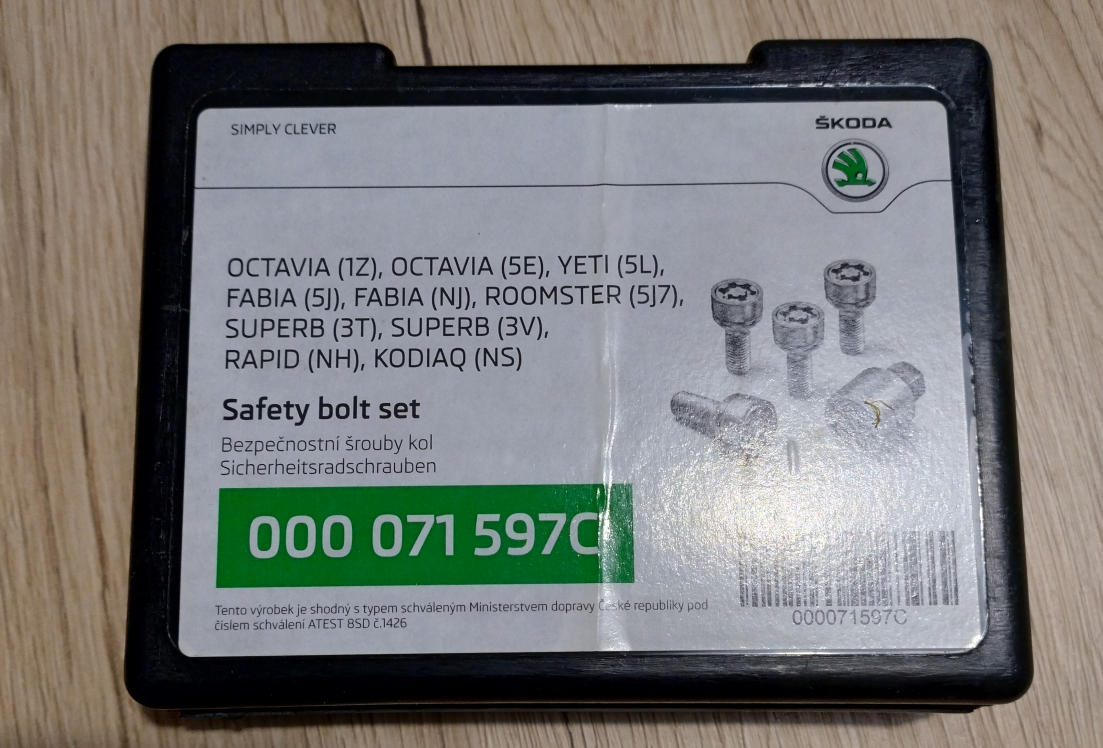 SIMPLY CLEVER
ŠKODA
OCTAVIA (1Z), OCTAVIA (5E), YETI (5L),
FABIA (5J), FABIA (NJ), ROOMSTER (5J7),
SUPERB (3T), SUPERB (3V),
RAPID (NH), KODIAQ (NS)
Safety bolt set
Bezpečnostní šrouby kol
Sicherheitsradschrauben
000 071 597C
Tento výrobek je shodný s typem schváleným Ministerstvem dopravy České republiky pod
číslem schválení ATEST 8SD č.1426
000071597C